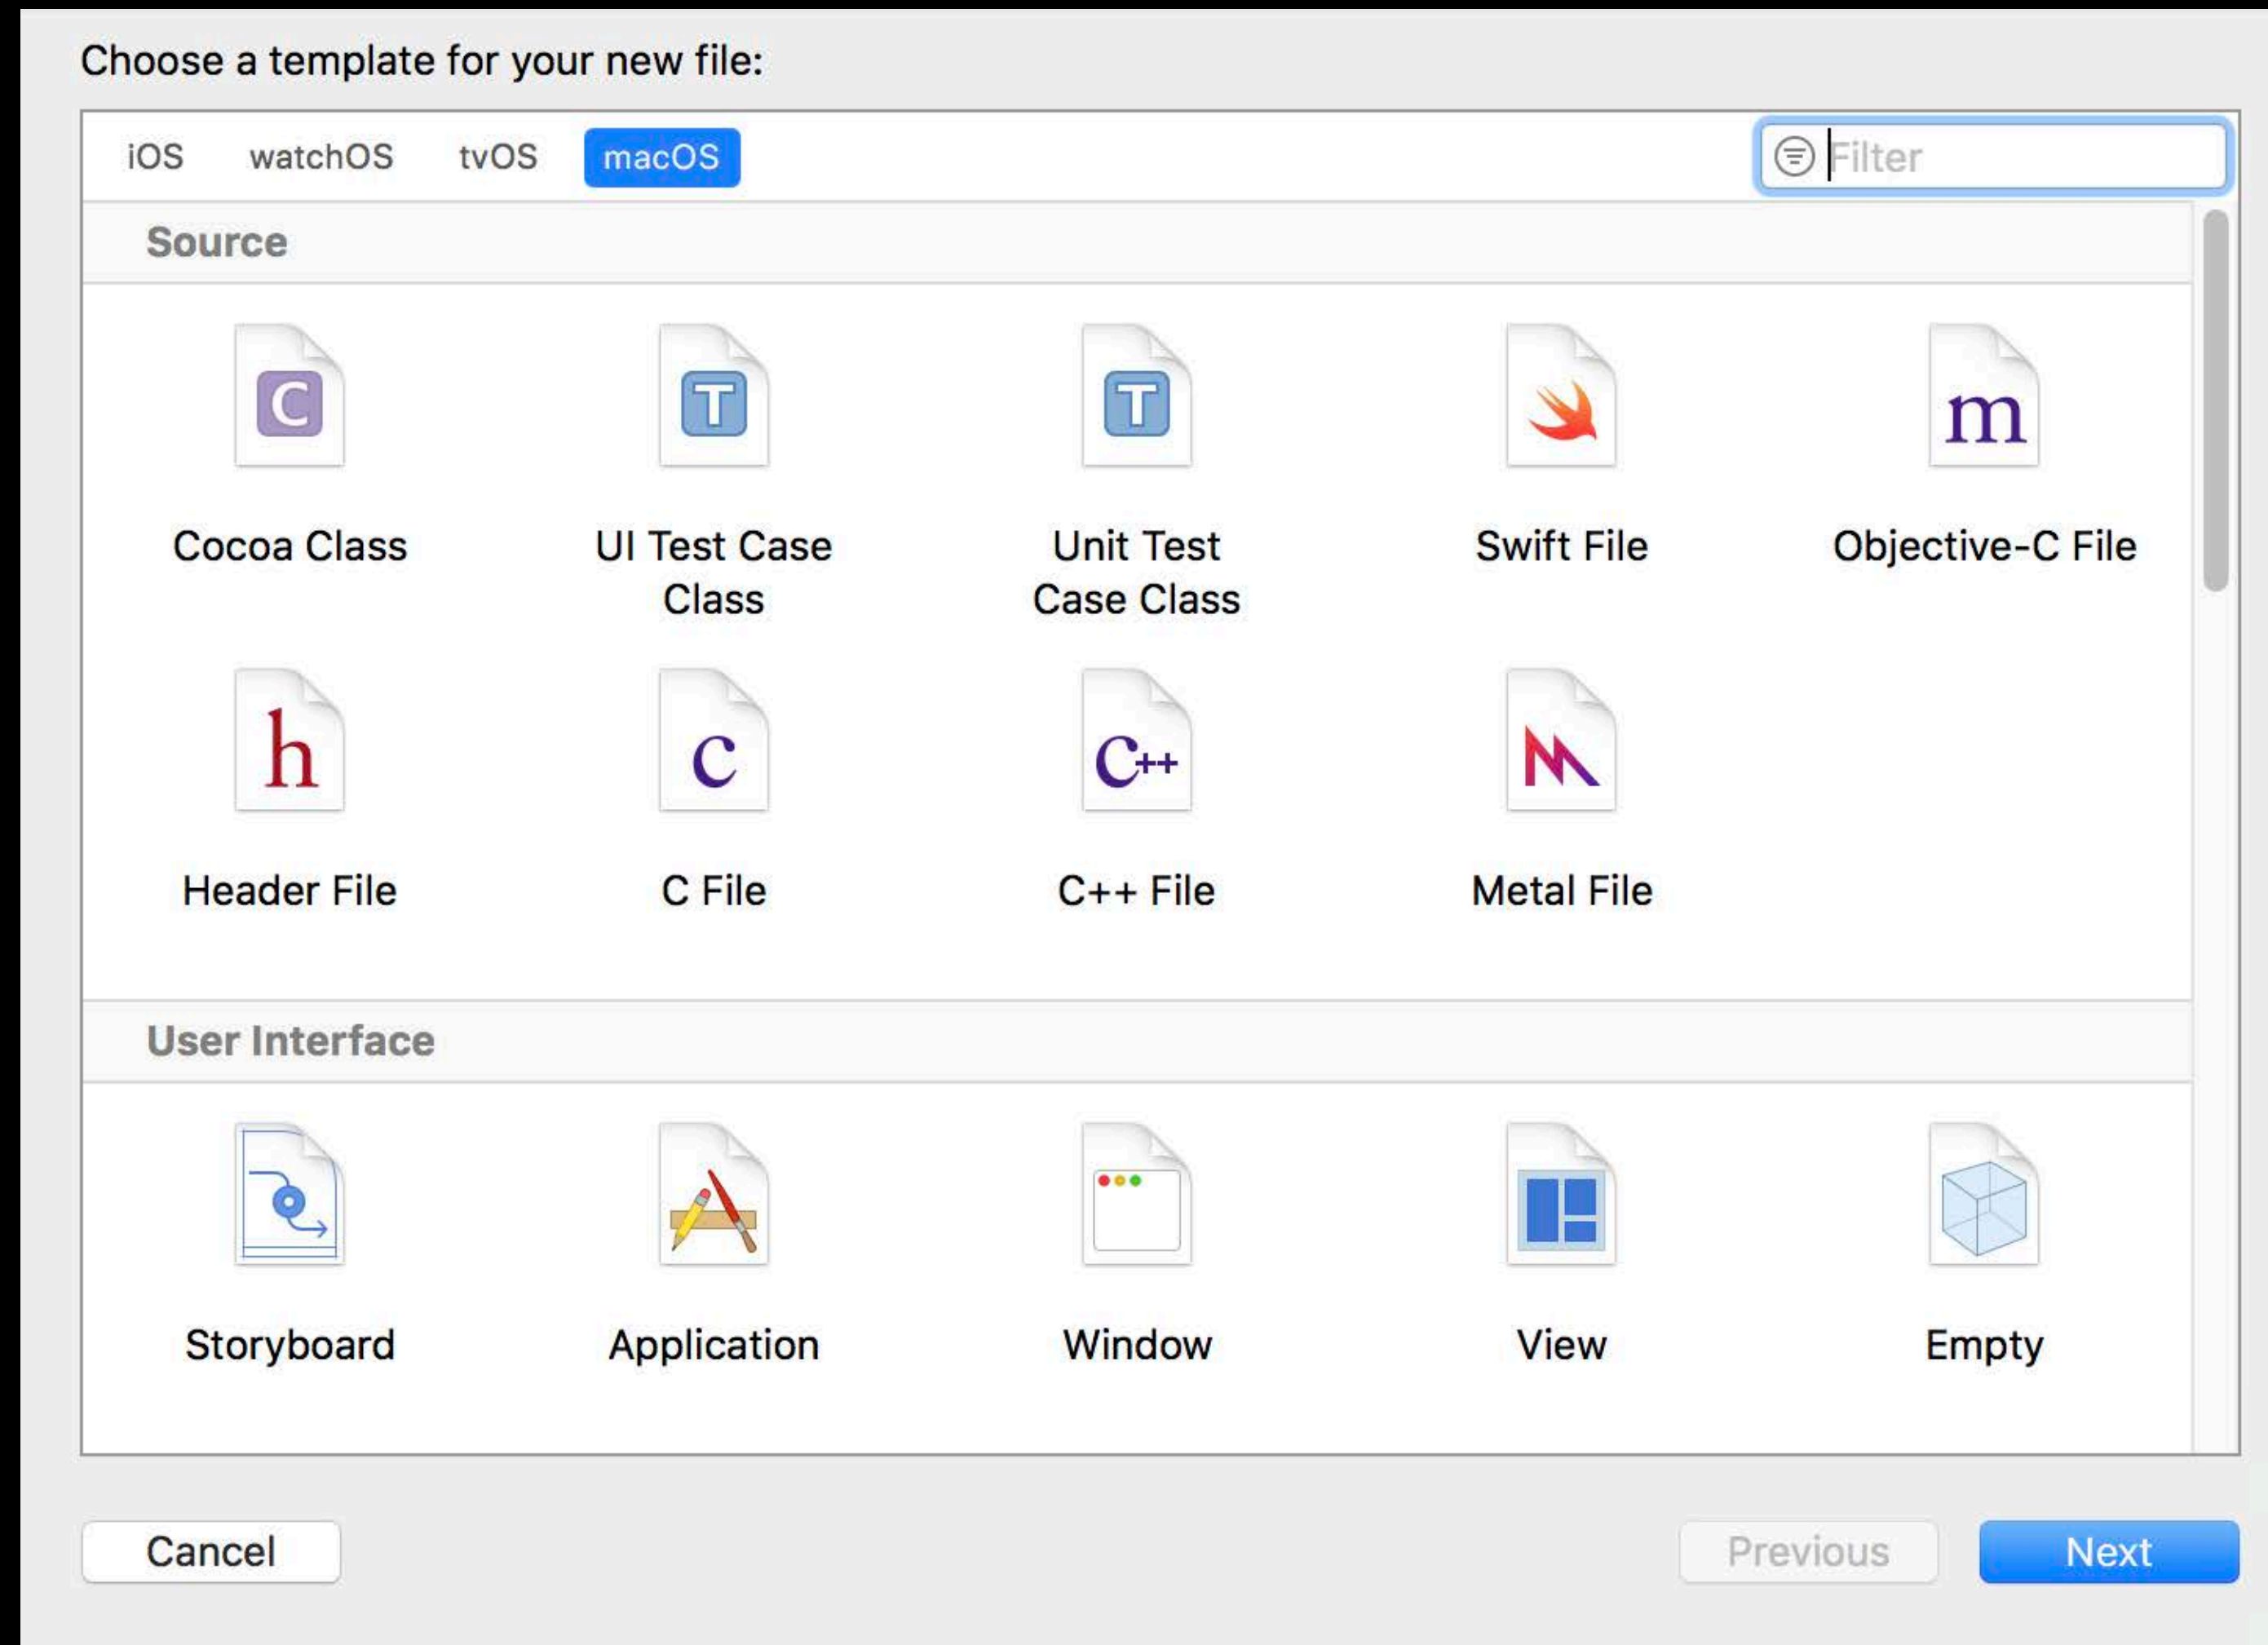 Choose a template for your new file:
iOS watchOS tvOS macOS Filter
Source
C T T m
Cocoa Class UI Test Case Class Unit Test Case Class Swift File Objective-C File
h c C++
Header File C File C++ File Metal File
User Interface
Storyboard Application Window View Empty
Cancel Previous Next